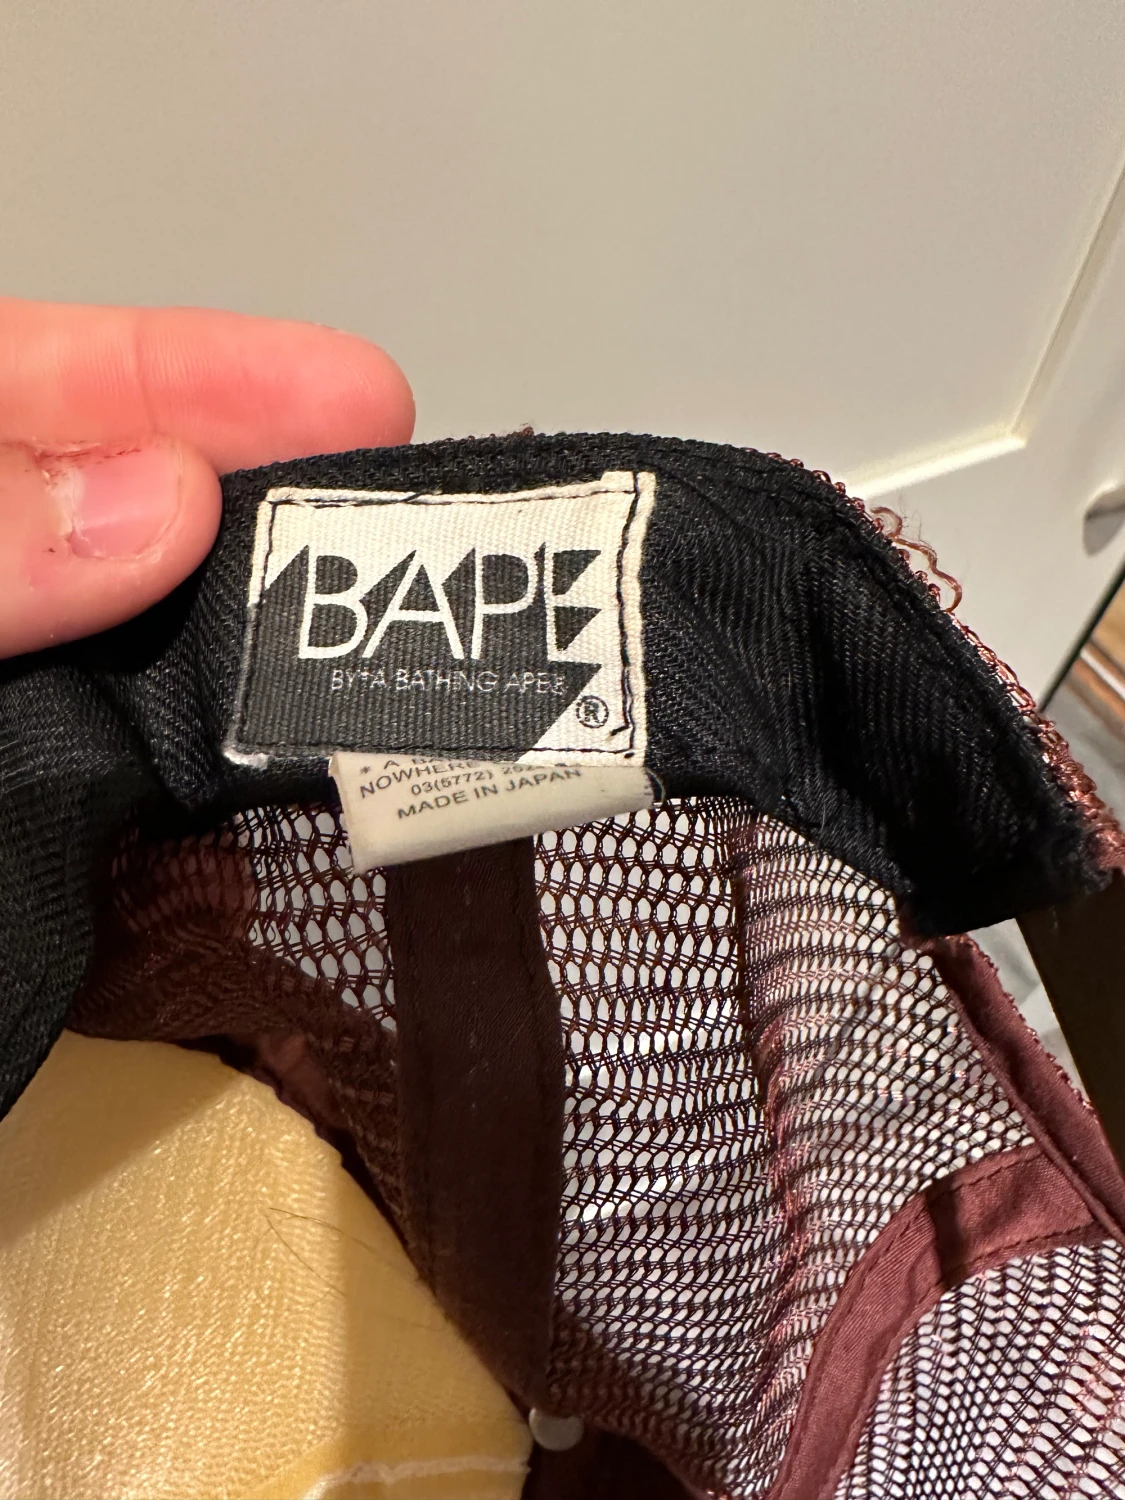 BAPE
BY*A BATHING APE®
®
* A
NOWHERE
03(5772)
MADE IN JAPAN